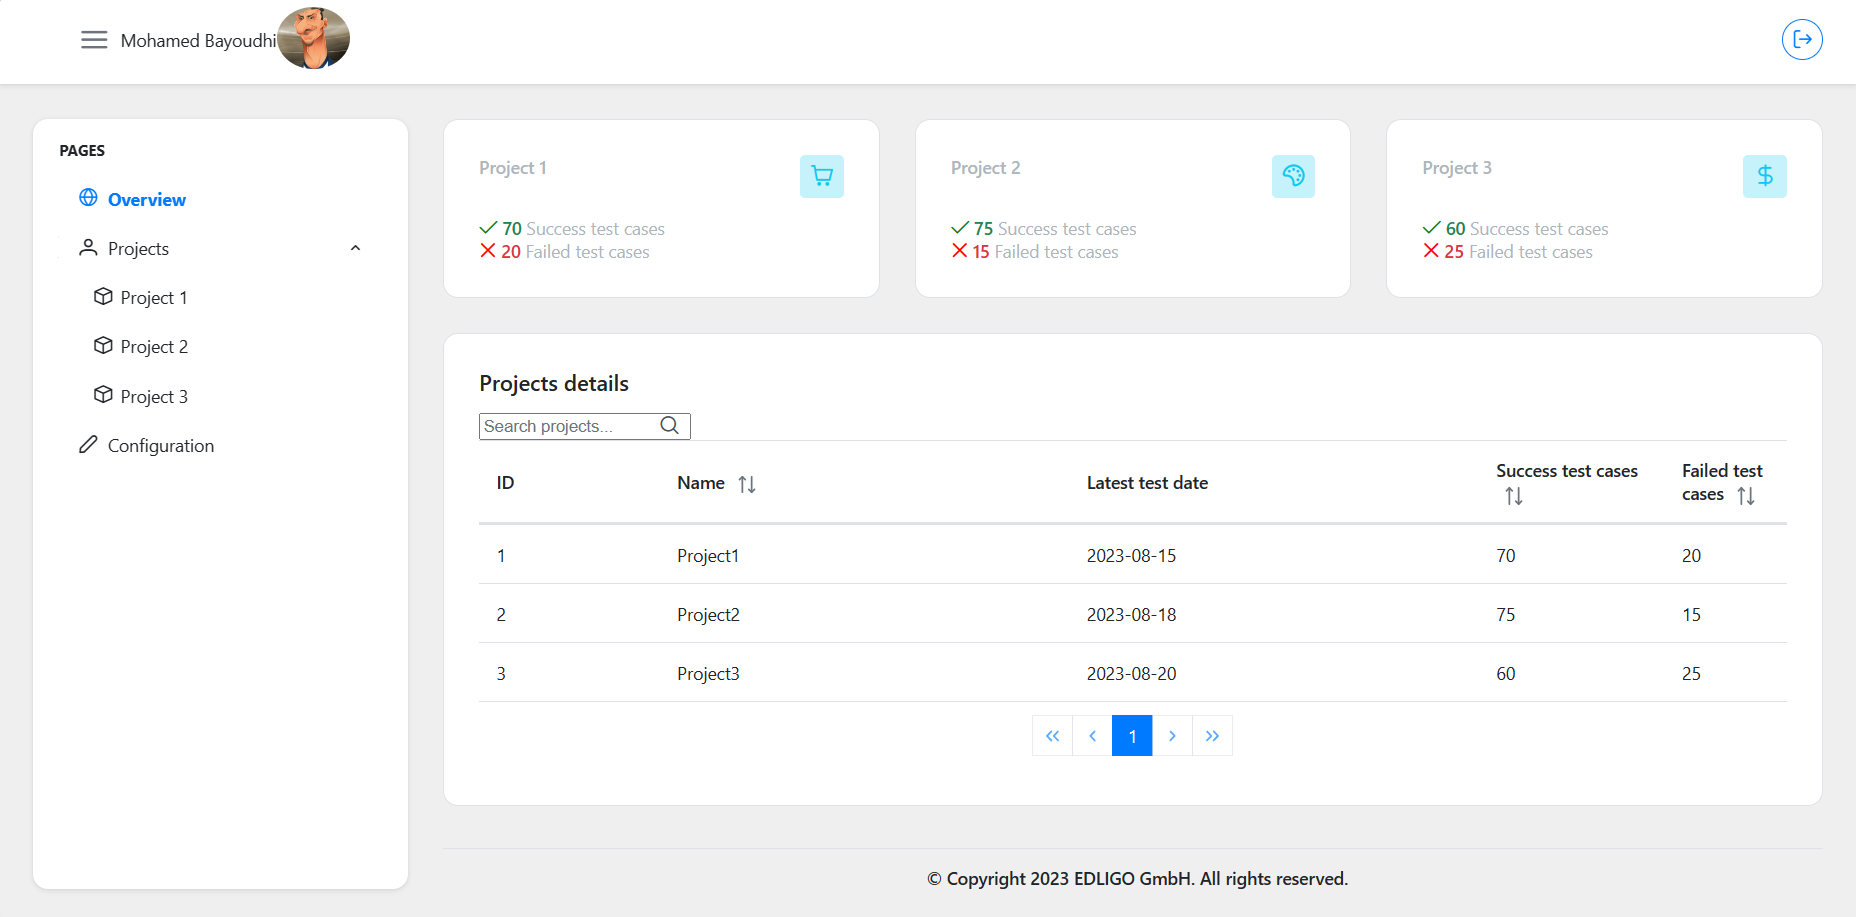 Mohamed Bayoudhi
PAGES
Overview
Projects
Project 1
Project 2
Project 3
Configuration
Project 1
70 Success test cases
20 Failed test cases
Project 2
75 Success test cases
15 Failed test cases
Project 3
60 Success test cases
25 Failed test cases
Projects details
Search projects...
ID Name Latest test date Success test cases Failed test cases
1 Project1 2023-08-15 70 20
2 Project2 2023-08-18 75 15
3 Project3 2023-08-20 60 25
« ‹ 1 › »
© Copyright 2023 EDLIGO GmbH. All rights reserved.